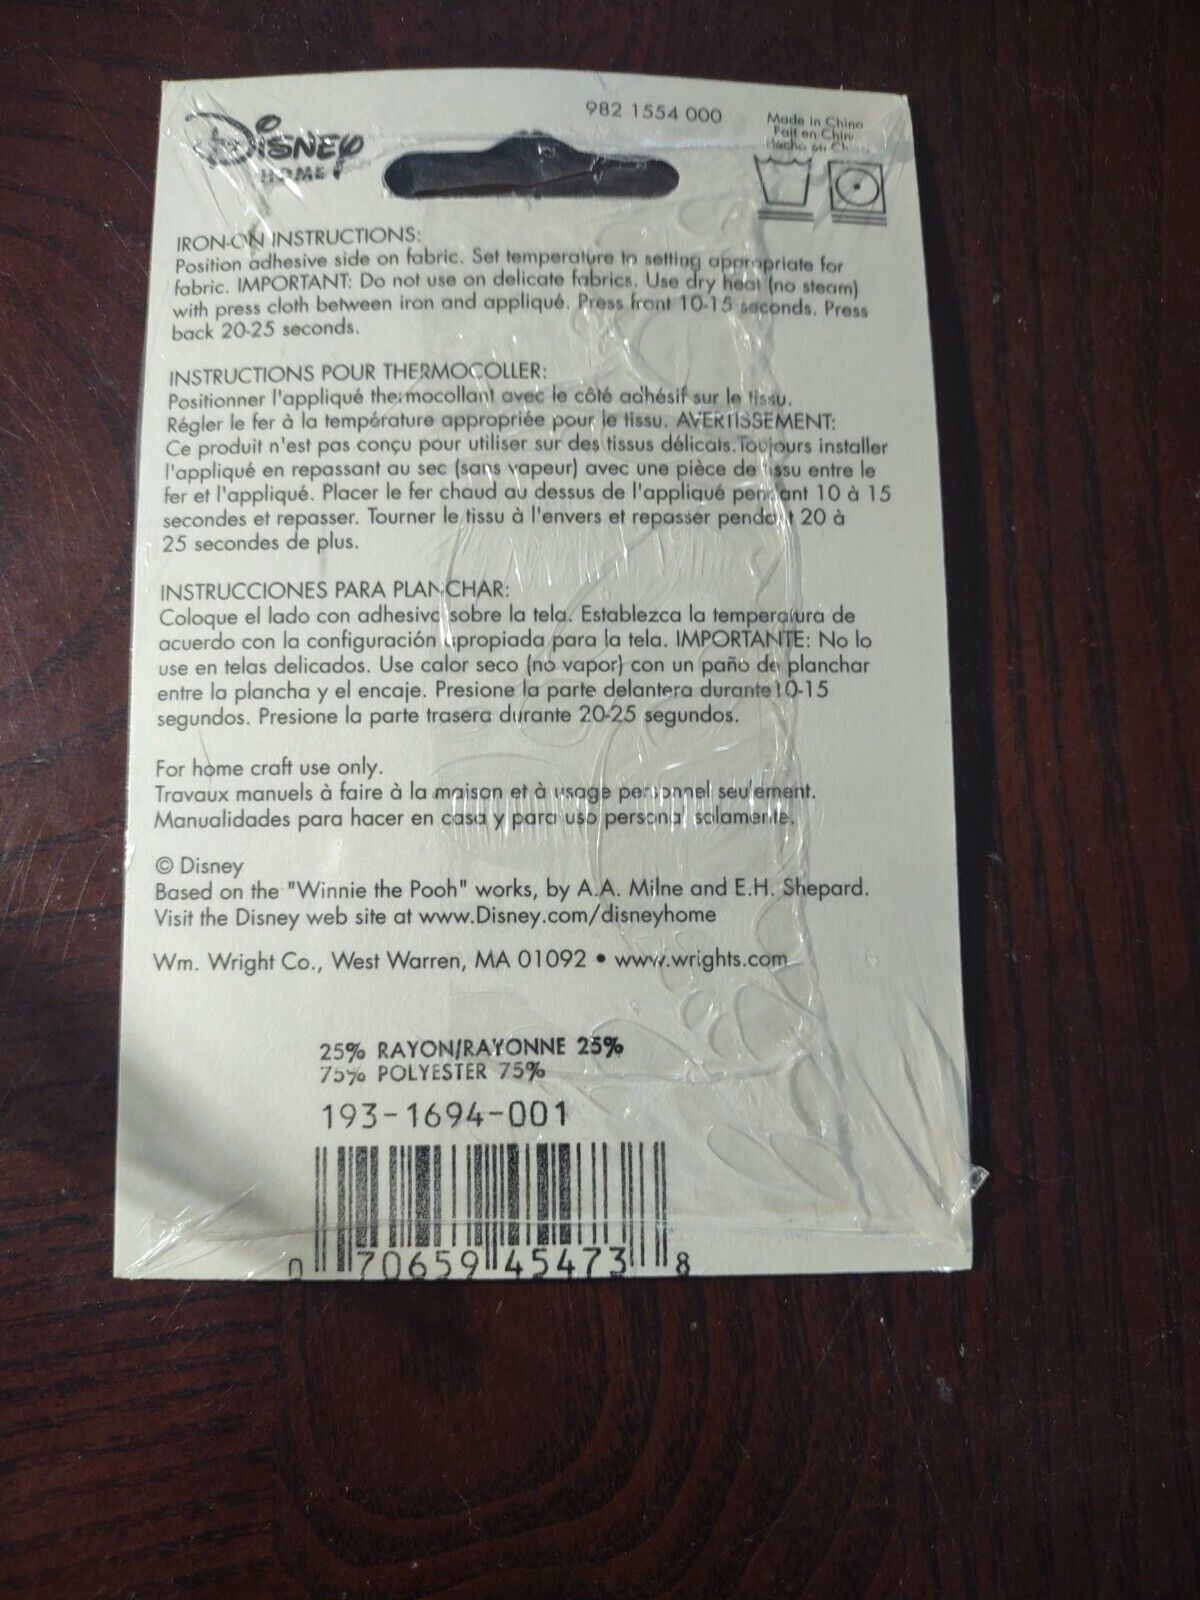 982 1554 000
Made in China
Fait en Chin
Hecho en Ch
DISNEY
HOME
IRON-ON INSTRUCTIONS:
Position adhesive side on fabric. Set temperature to setting appropriate for
fabric. IMPORTANT: Do not use on delicate fabrics. Use dry heat (no steam)
with press cloth between iron and appliqué. Press front 10-15 seconds. Press
back 20-25 seconds.
INSTRUCTIONS POUR THERMOCOLLER:
Positionner l'appliqué thermocollant avec le côté adhésif sur le tissu.
Régler le fer à la température appropriée pour le tissu. AVERTISSEMENT:
Ce produit n'est pas conçu pour utiliser sur des tissus délicats. Toujours installer
l'appliqué en repassant au sec (sans vapeur) avec une pièce de tissu entre le
fer et l'appliqué. Placer le fer chaud au dessus de l'appliqué pendant 10 à 15
secondes et repasser. Tourner le tissu à l'envers et repasser pendant 20 à
25 secondes de plus.
INSTRUCCIONES PARA PLANCHAR:
Coloque el lado con adhesivo sobre la tela. Establezca la temperatura de
acuerdo con la configuración apropiada para la tela. IMPORTANTE: No lo
use en telas delicados. Use calor seco (no vapor) con un paño de planchar
entre la plancha y el encaje. Presione la parte delantera durante 10-15
segundos. Presione la parte trasera durante 20-25 segundos.
For home craft use only.
Travaux manuels à faire à la maison et à usage personnel seulement.
Manualidades para hacer en casa y para uso personal solamente.
© Disney
Based on the "Winnie the Pooh" works, by A.A. Milne and E.H. Shepard.
Visit the Disney web site at www.Disney.com/disneyhome
Wm. Wright Co., West Warren, MA 01092 • www.wrights.com
25% RAYON/RAYONNE 25%
75% POLYESTER 75%
193-1694-001
0 70659 45473 8